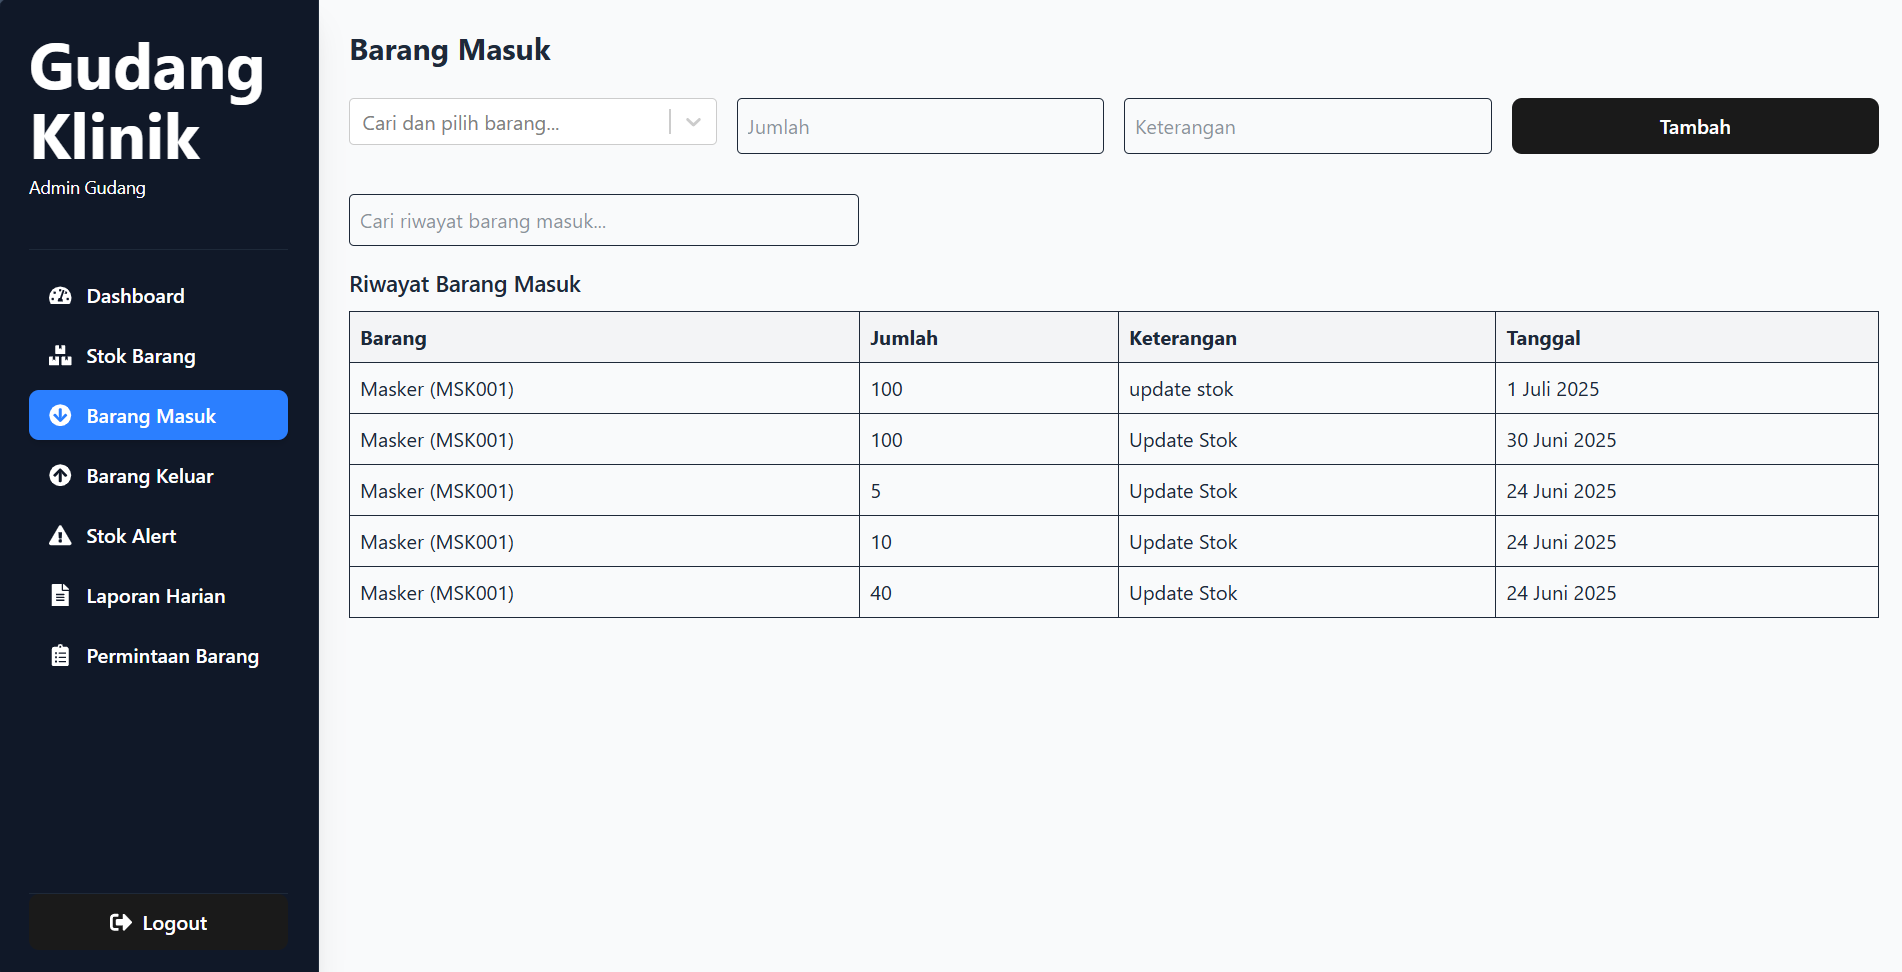 Gudang
Klinik
Admin Gudang
Dashboard
Stok Barang
Barang Masuk
Barang Keluar
Stok Alert
Laporan Harian
Permintaan Barang
Logout
Barang Masuk
Cari dan pilih barang...
Jumlah
Keterangan
Tambah
Cari riwayat barang masuk...
Riwayat Barang Masuk
Barang Jumlah Keterangan Tanggal
Masker (MSK001) 100 update stok 1 Juli 2025
Masker (MSK001) 100 Update Stok 30 Juni 2025
Masker (MSK001) 5 Update Stok 24 Juni 2025
Masker (MSK001) 10 Update Stok 24 Juni 2025
Masker (MSK001) 40 Update Stok 24 Juni 2025